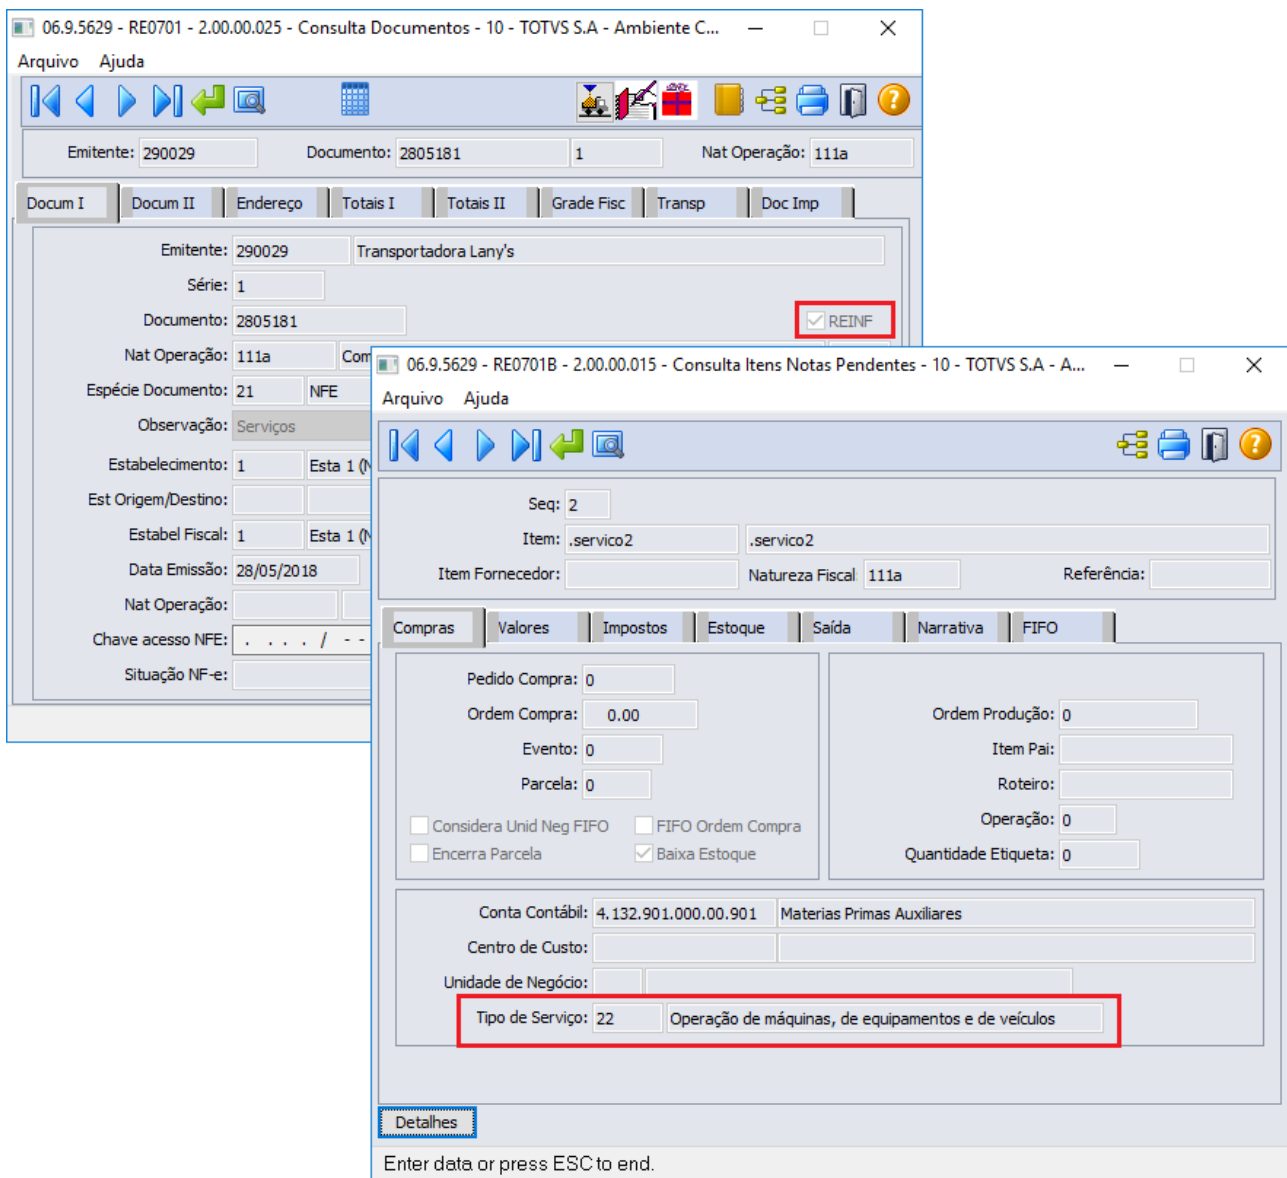 06.9.5629 - RE0701 - 2.00.00.025 - Consulta Documentos - 10 - TOTVS S.A - Ambiente C...
Arquivo Ajuda
Emitente: 290029 Documento: 2805181 1 Nat Operação: 111a
Docum I Docum II Endereço Totais I Totais II Grade Fisc Transp Doc Imp
Emitente: 290029 Transportadora Lany's
Série: 1
Documento: 2805181 REINF
Nat Operação: 111a Com
Espécie Documento: 21 NFE
Observação: Serviços
Estabelecimento: 1 Esta 1 (N
Est Origem/Destino:
Estabel Fiscal: 1 Esta 1 (N
Data Emissão: 28/05/2018
Nat Operação:
Chave acesso NFE: . . . . / - -
Situação NF-e:
06.9.5629 - RE0701B - 2.00.00.015 - Consulta Itens Notas Pendentes - 10 - TOTVS S.A - A...
Arquivo Ajuda
Seq: 2
Item: .servico2 .servico2
Item Fornecedor: Natureza Fiscal: 111a Referência:
Compras Valores Impostos Estoque Saída Narrativa FIFO
Pedido Compra: 0
Ordem Compra: 0.00
Evento: 0
Parcela: 0
Considera Unid Neg FIFO FIFO Ordem Compra
Encerra Parcela Baixa Estoque
Ordem Produção: 0
Item Pai:
Roteiro:
Operação: 0
Quantidade Etiqueta: 0
Conta Contábil: 4.132.901.000.00.901 Materias Primas Auxiliares
Centro de Custo:
Unidade de Negócio:
Tipo de Serviço: 22 Operação de máquinas, de equipamentos e de veículos
Detalhes
Enter data or press ESC to end.